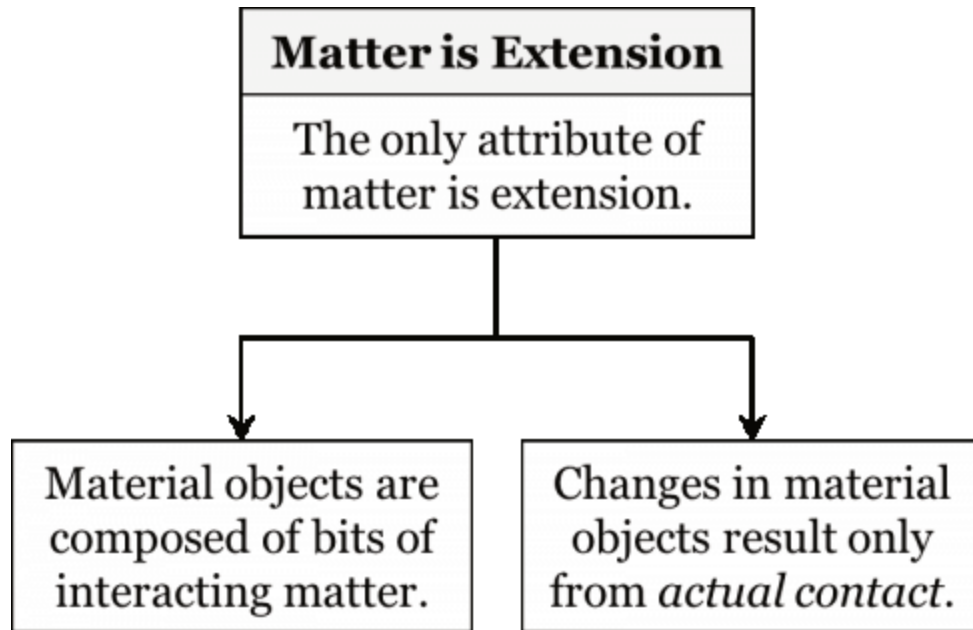 Matter is Extension
The only attribute of
matter is extension.
Material objects are
composed of bits of
interacting matter.
Changes in material
objects result only
from actual contact.